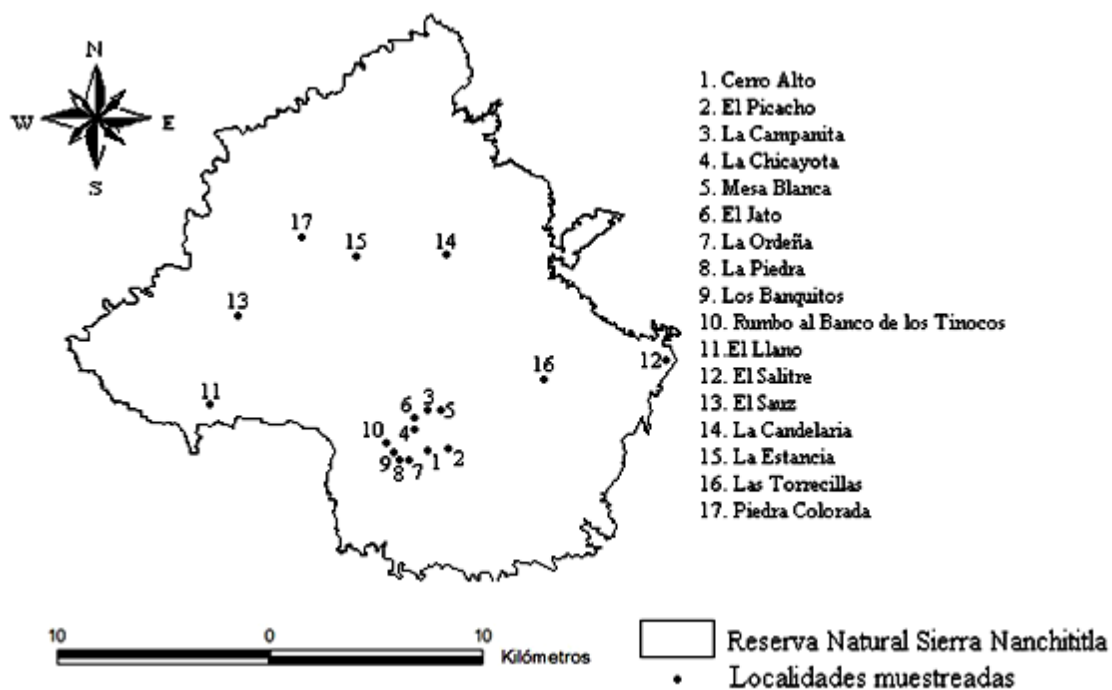 N
W E
S
1. Cerro Alto
2. El Picacho
3. La Campanita
4. La Chicayota
5. Mesa Blanca
6. El Jato
7. La Ordeña
8. La Piedra
9. Los Banquitos
10. Rumbo al Banco de los Tinocos
11.El Llano
12. El Salitre
13. El Sauz
14. La Candelaria
15. La Estancia
16. Las Torrecillas
17. Piedra Colorada
17
15
14
13
12
16
11
3
5
6
4
10
1
2
9
8
7
10 0 10
Kilómetros
Reserva Natural Sierra Nanchititla
Localidades muestreadas